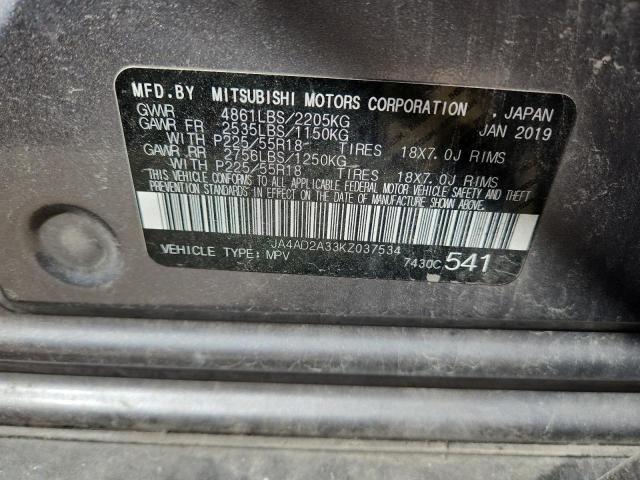 MFD.BY MITSUBISHI MOTORS CORPORATION , JAPAN
GVWR 4861LBS/2205KG JAN 2019
GAWR FR 2535LBS/1150KG
WITH P225/55R18 TIRES 18X7.0J RIMS
GAWR RR 2756LBS/1250KG
WITH P225/55R18 TIRES 18X7.0J RIMS
THIS VEHICLE CONFORMS TO ALL APPLICABLE FEDERAL MOTOR VEHICLE SAFETY AND THEFT
PREVENTION STANDARDS IN EFFECT ON THE DATE OF MANUFACTURE SHOWN ABOVE.
JA4AD2A33KZ037534
VEHICLE TYPE: MPV 7430C 541